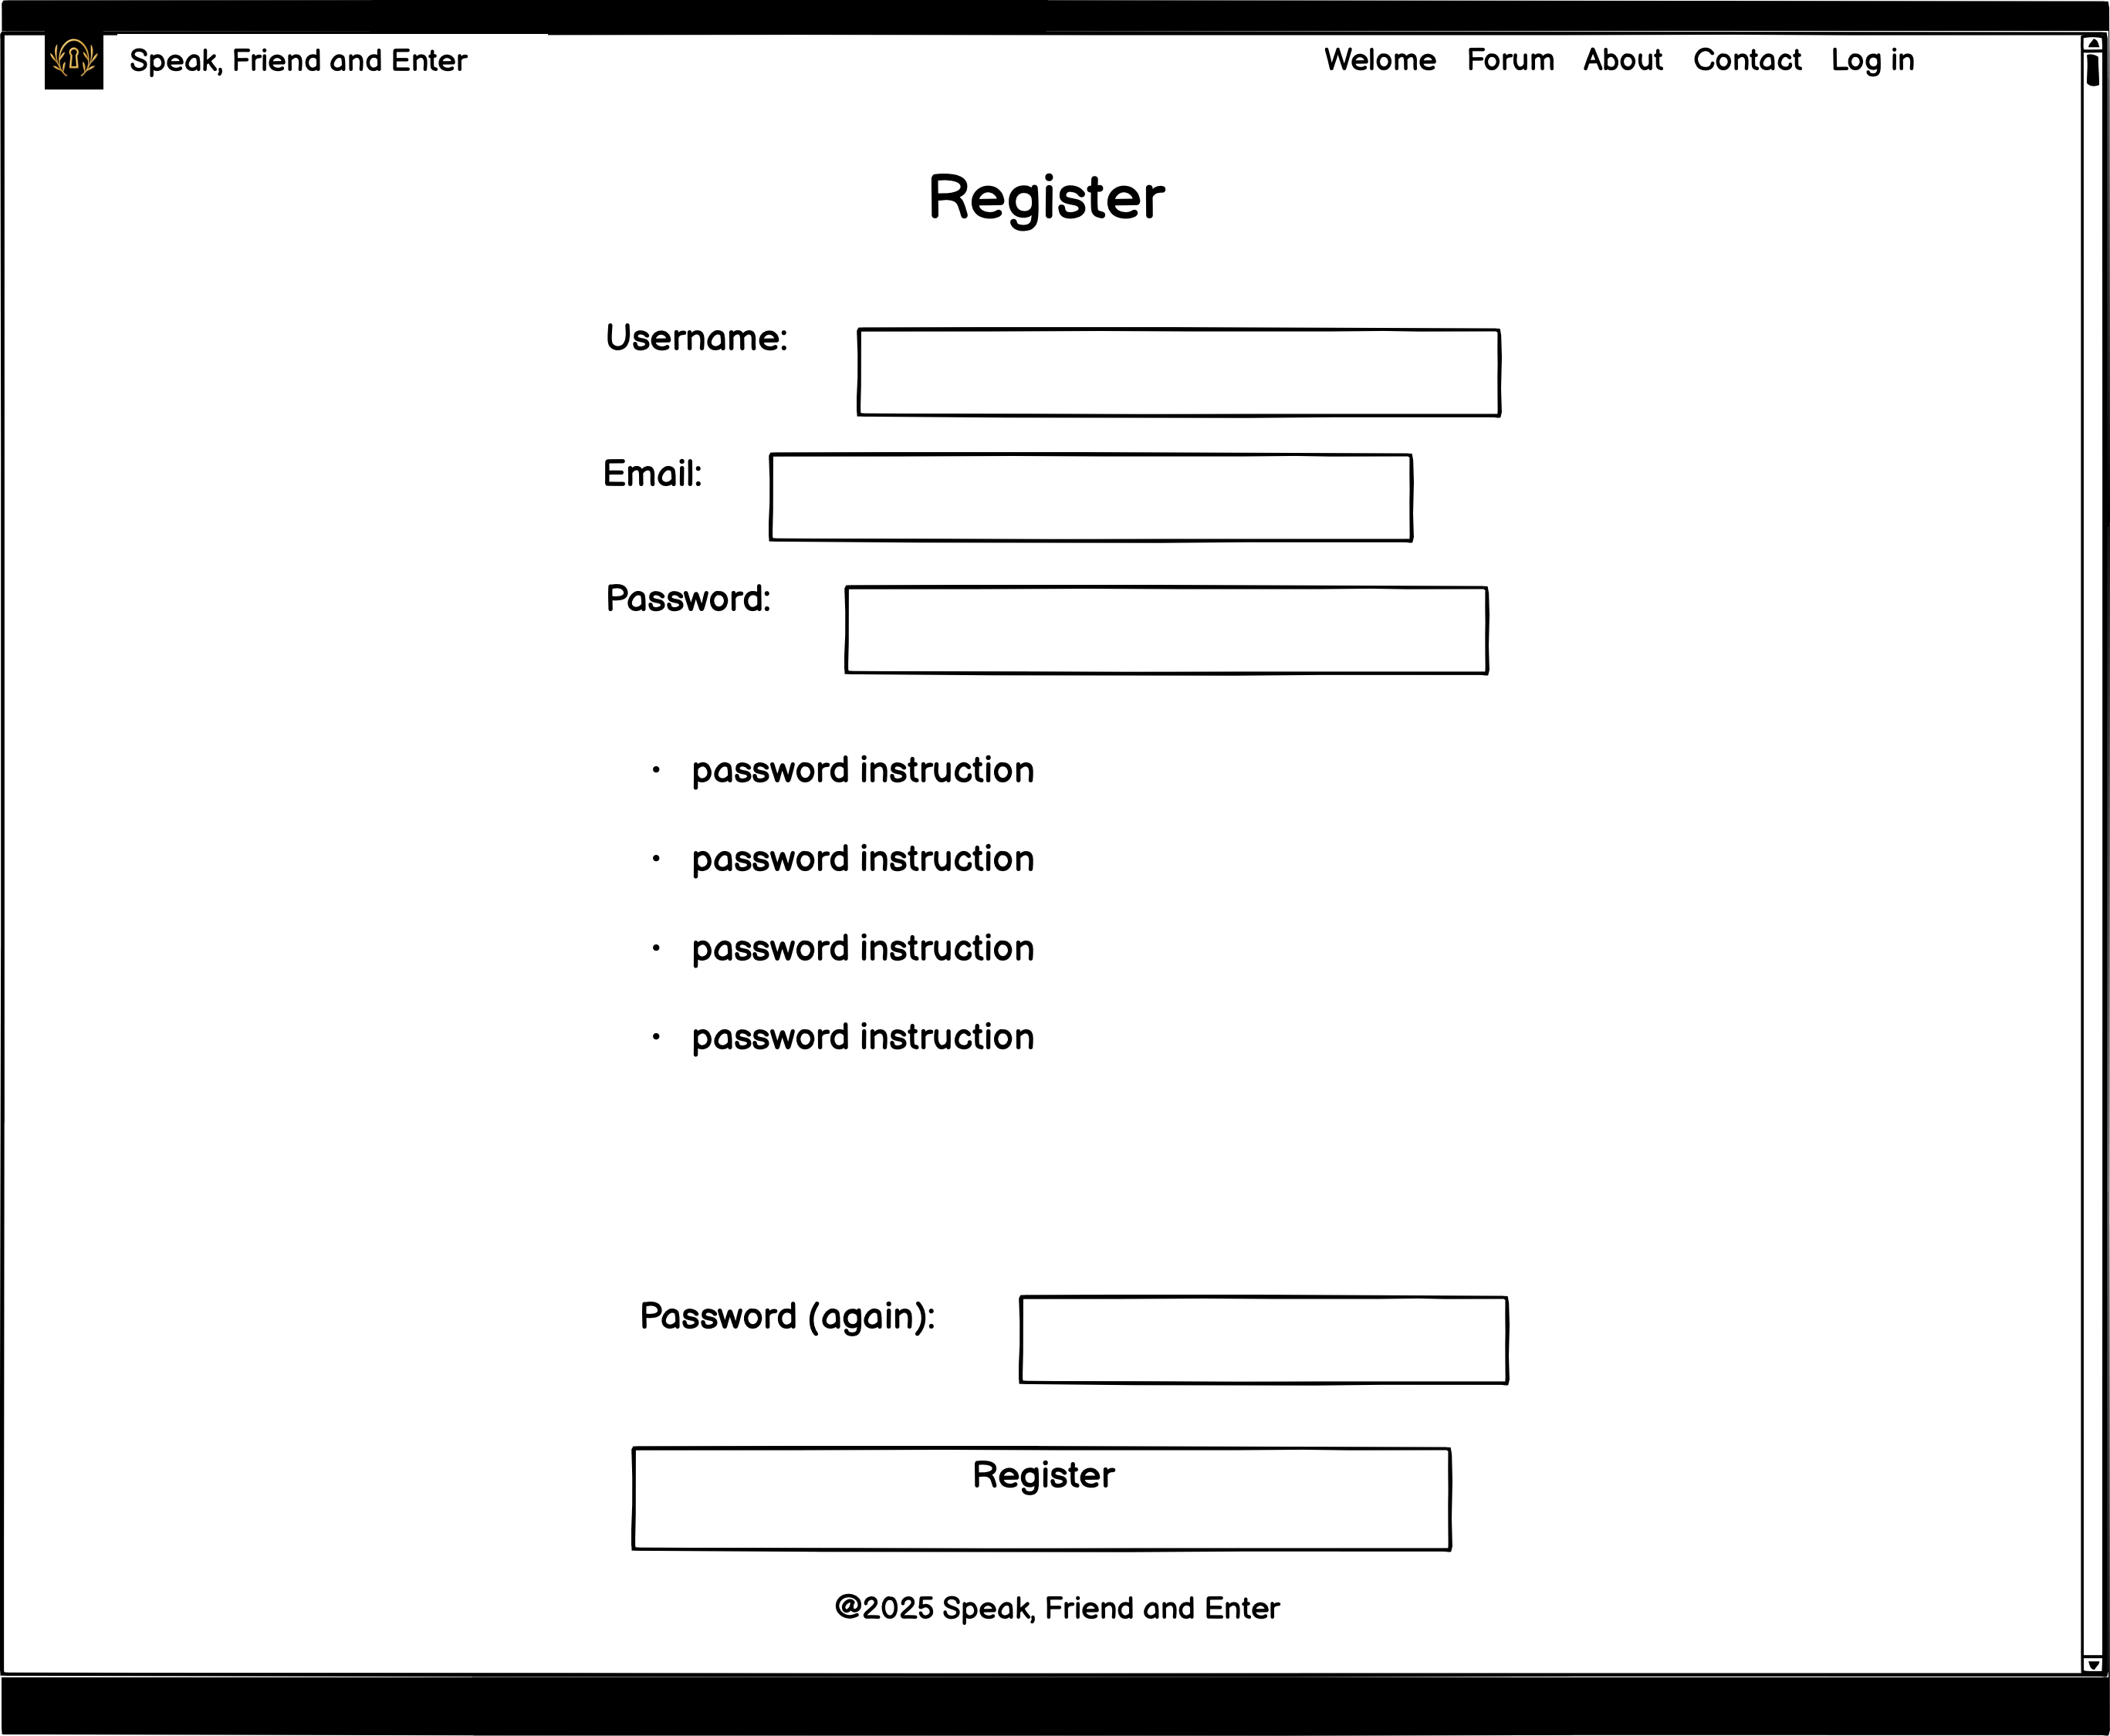 Speak, Friend and Enter
Welome Forum About Contact Log in
Register
Username:
Email:
Password:
• password instruction
• password instruction
• password instruction
• password instruction
Password (again):
Register
@2025 Speak, Friend and Enter